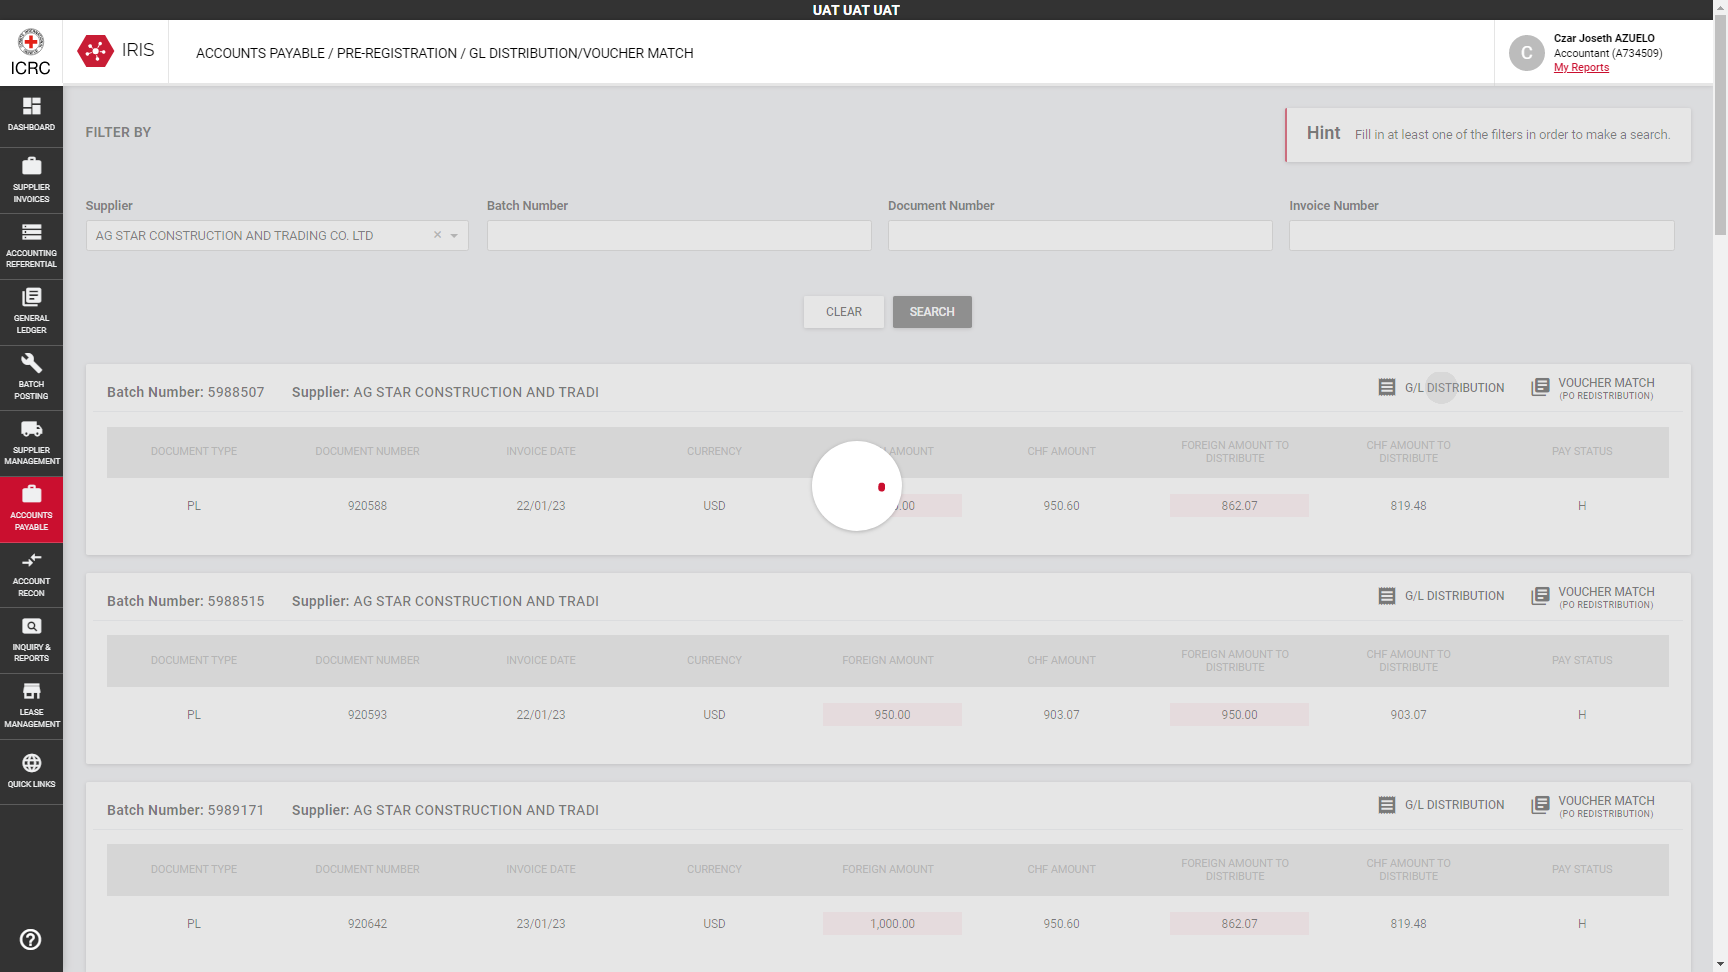 UAT UAT UAT
ICRC
IRIS
ACCOUNTS PAYABLE / PRE-REGISTRATION / GL DISTRIBUTION/VOUCHER MATCH
C
Czar Joseth AZUELO
Accountant (A734509)
My Reports
DASHBOARD
SUPPLIER
INVOICES
ACCOUNTING
REFERENTIAL
GENERAL
LEDGER
BATCH
POSTING
SUPPLIER
MANAGEMENT
ACCOUNTS
PAYABLE
ACCOUNT
RECON
INQUIRY &
REPORTS
LEASE
MANAGEMENT
QUICK LINKS
FILTER BY
Hint Fill in at least one of the filters in order to make a search.
Supplier Batch Number Document Number Invoice Number
AG STAR CONSTRUCTION AND TRADING CO. LTD ×
CLEAR SEARCH
Batch Number: 5988507 Supplier: AG STAR CONSTRUCTION AND TRADI G/L DISTRIBUTION VOUCHER MATCH
(PO REDISTRIBUTION)
DOCUMENT TYPE DOCUMENT NUMBER INVOICE DATE CURRENCY AMOUNT CHF AMOUNT FOREIGN AMOUNT TO DISTRIBUTE CHF AMOUNT TO DISTRIBUTE PAY STATUS
PL 920588 22/01/23 USD .00 950.60 862.07 819.48 H
Batch Number: 5988515 Supplier: AG STAR CONSTRUCTION AND TRADI G/L DISTRIBUTION VOUCHER MATCH
(PO REDISTRIBUTION)
DOCUMENT TYPE DOCUMENT NUMBER INVOICE DATE CURRENCY FOREIGN AMOUNT CHF AMOUNT FOREIGN AMOUNT TO DISTRIBUTE CHF AMOUNT TO DISTRIBUTE PAY STATUS
PL 920593 22/01/23 USD 950.00 903.07 950.00 903.07 H
Batch Number: 5989171 Supplier: AG STAR CONSTRUCTION AND TRADI G/L DISTRIBUTION VOUCHER MATCH
(PO REDISTRIBUTION)
DOCUMENT TYPE DOCUMENT NUMBER INVOICE DATE CURRENCY FOREIGN AMOUNT CHF AMOUNT FOREIGN AMOUNT TO DISTRIBUTE CHF AMOUNT TO DISTRIBUTE PAY STATUS
PL 920642 23/01/23 USD 1,000.00 950.60 862.07 819.48 H